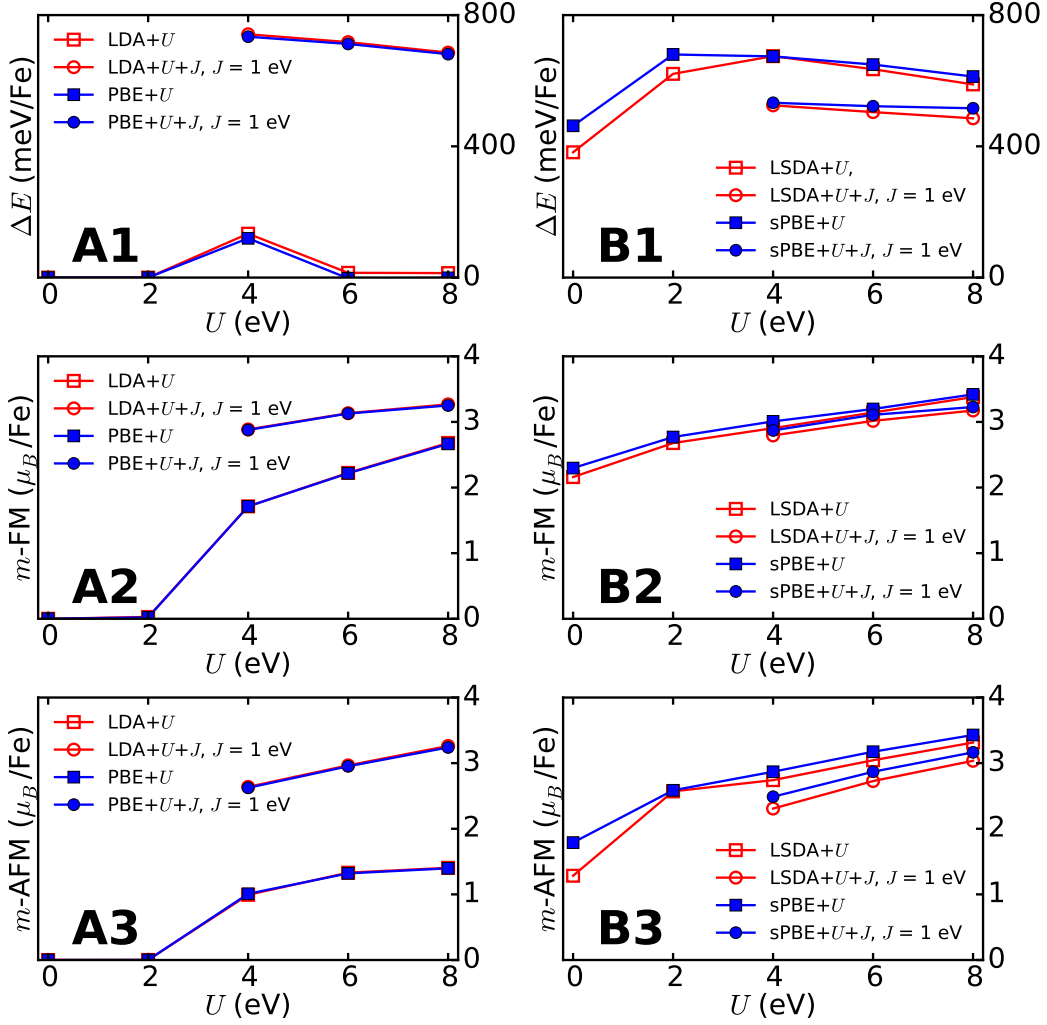 LDA+U
LDA+U+J, J = 1 eV
PBE+U
PBE+U+J, J = 1 eV
A1
ΔE (meV/Fe)
800
400
0
0 2 4 6 8
U (eV)
LSDA+U,
LSDA+U+J, J = 1 eV
sPBE+U
sPBE+U+J, J = 1 eV
B1
ΔE (meV/Fe)
800
400
0
0 2 4 6 8
U (eV)
LDA+U
LDA+U+J, J = 1 eV
PBE+U
PBE+U+J, J = 1 eV
A2
m-FM (μB/Fe)
4
3
2
1
0
0 2 4 6 8
U (eV)
LSDA+U
LSDA+U+J, J = 1 eV
sPBE+U
sPBE+U+J, J = 1 eV
B2
m-FM (μB/Fe)
4
3
2
1
0
0 2 4 6 8
U (eV)
LDA+U
LDA+U+J, J = 1 eV
PBE+U
PBE+U+J, J = 1 eV
A3
m-AFM (μB/Fe)
4
3
2
1
0
0 2 4 6 8
U (eV)
LSDA+U
LSDA+U+J, J = 1 eV
sPBE+U
sPBE+U+J, J = 1 eV
B3
m-AFM (μB/Fe)
4
3
2
1
0
0 2 4 6 8
U (eV)